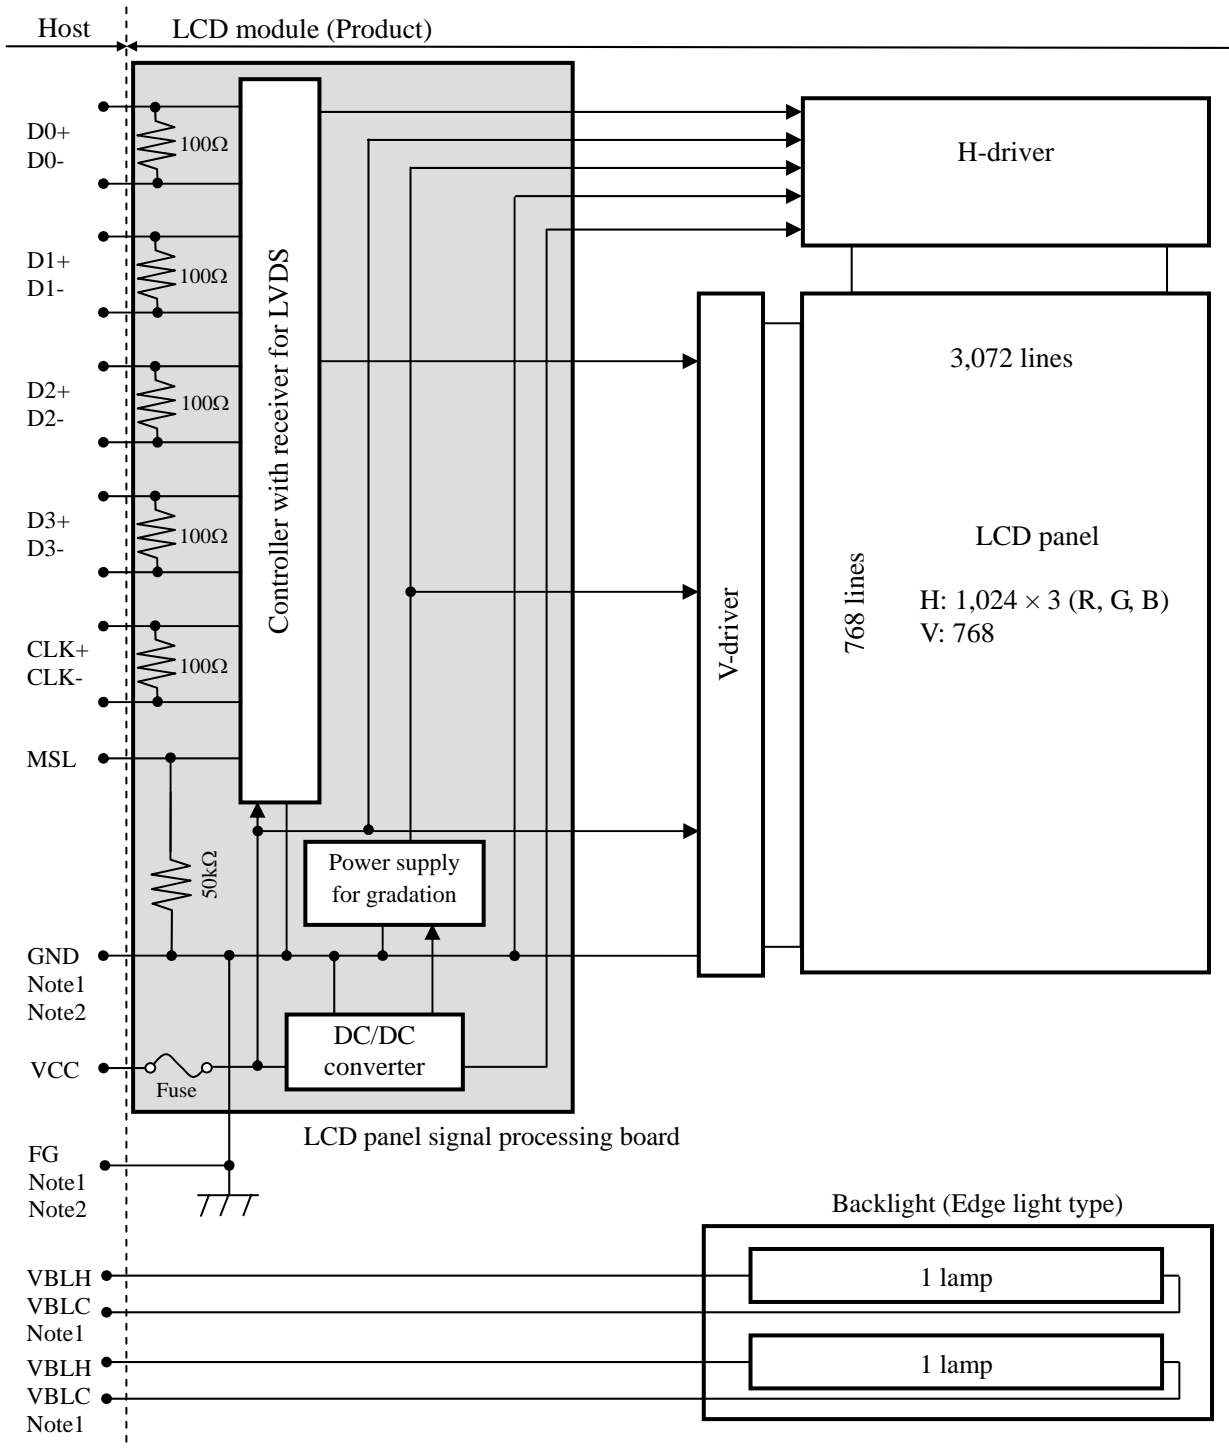 Host
LCD module (Product)
D0+
D0-
100Ω
D1+
D1-
100Ω
D2+
D2-
100Ω
D3+
D3-
100Ω
CLK+
CLK-
100Ω
MSL
50kΩ
Controller with receiver for LVDS
H-driver
V-driver
3,072 lines
768 lines
LCD panel
H: 1,024 × 3 (R, G, B)
V: 768
Power supply
for gradation
GND
Note1
Note2
DC/DC
converter
VCC
Fuse
LCD panel signal processing board
FG
Note1
Note2
Backlight (Edge light type)
VBLH
VBLC
Note1
1 lamp
VBLH
VBLC
Note1
1 lamp